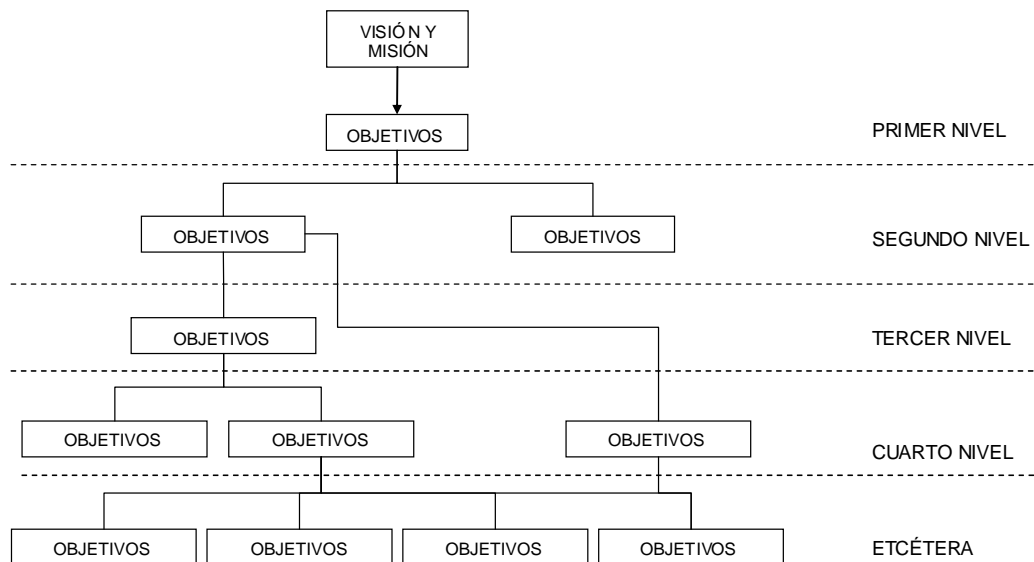 VISIÓN Y
MISIÓN
OBJETIVOS
PRIMER NIVEL
OBJETIVOS
OBJETIVOS
SEGUNDO NIVEL
OBJETIVOS
TERCER NIVEL
OBJETIVOS
OBJETIVOS
OBJETIVOS
CUARTO NIVEL
OBJETIVOS
OBJETIVOS
OBJETIVOS
OBJETIVOS
ETCÉTERA